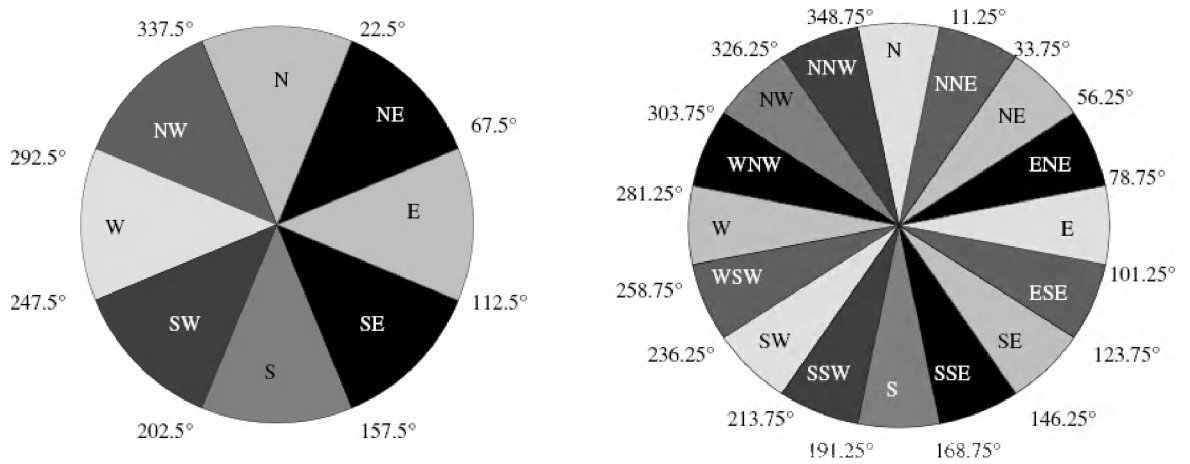 337.5°
22.5°
N
NW
NE
292.5°
67.5°
W
E
247.5°
112.5°
SW
SE
S
202.5°
157.5°
348.75°
11.25°
326.25°
33.75°
N
NNW
NNE
303.75°
56.25°
NW
NE
WNW
ENE
281.25°
78.75°
W
E
WSW
ESE
258.75°
101.25°
SW
SE
236.25°
123.75°
SSW
S
SSE
213.75°
146.25°
191.25°
168.75°